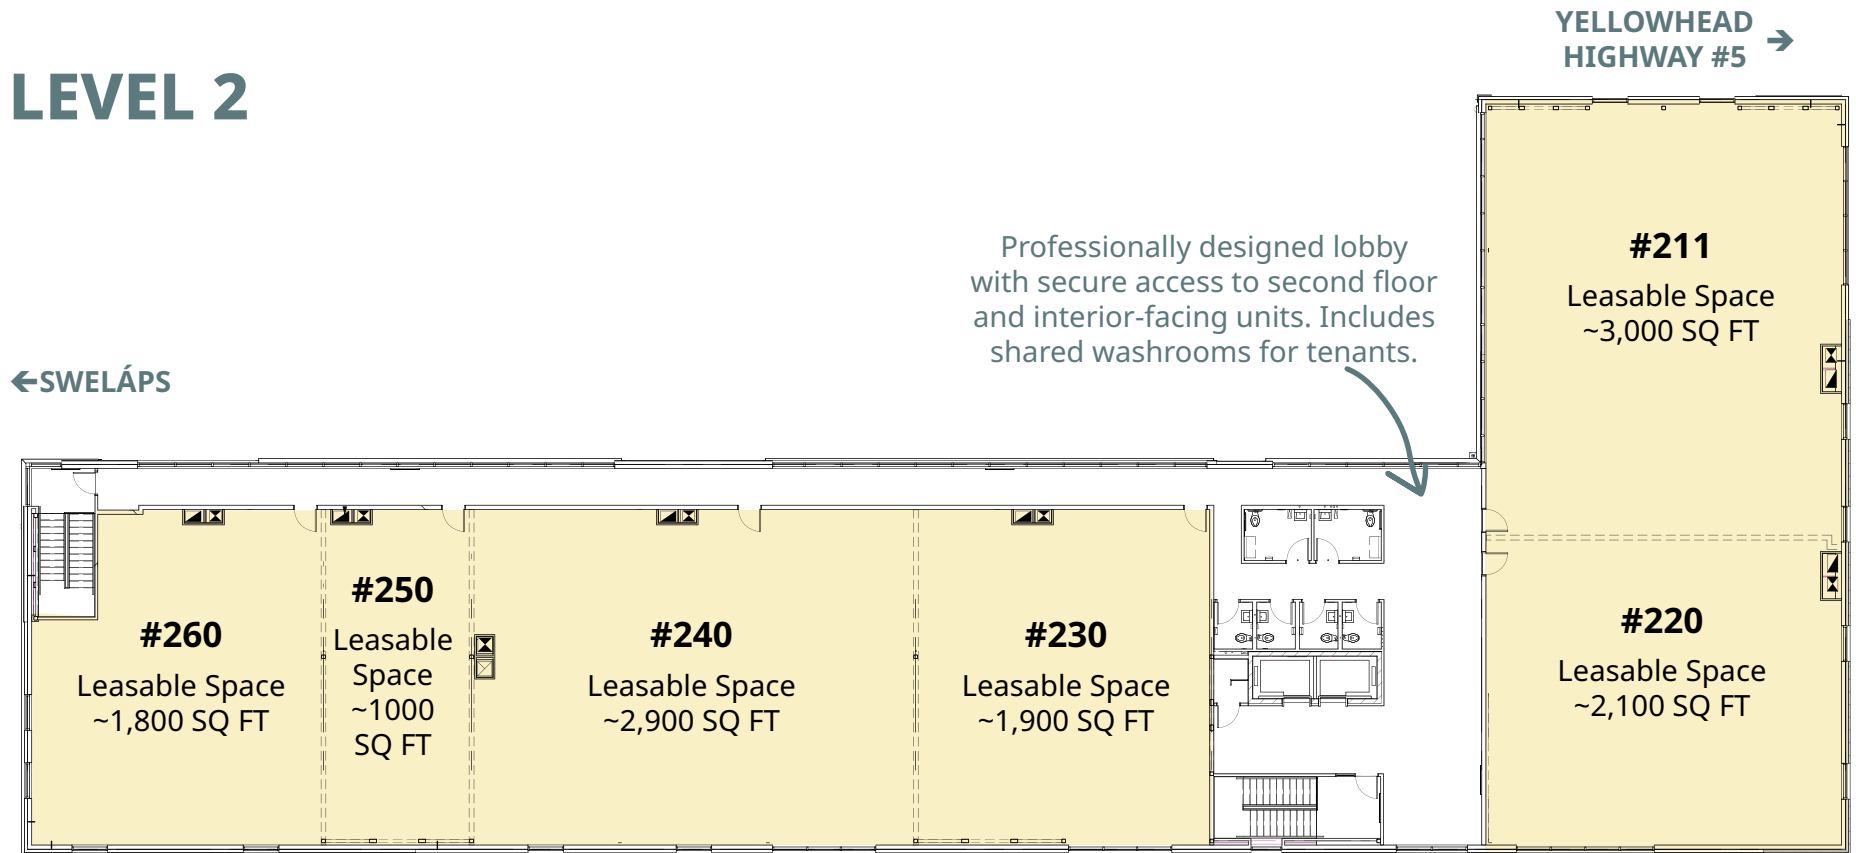 YELLOWHEAD
HIGHWAY #5 →
LEVEL 2
#211
Leasable Space
~3,000 SQ FT
Professionally designed lobby
with secure access to second floor
and interior-facing units. Includes
shared washrooms for tenants.
←SWELÁPS
#260
Leasable Space
~1,800 SQ FT
#250
Leasable
Space
~1000
SQ FT
#240
Leasable Space
~2,900 SQ FT
#230
Leasable Space
~1,900 SQ FT
#220
Leasable Space
~2,100 SQ FT